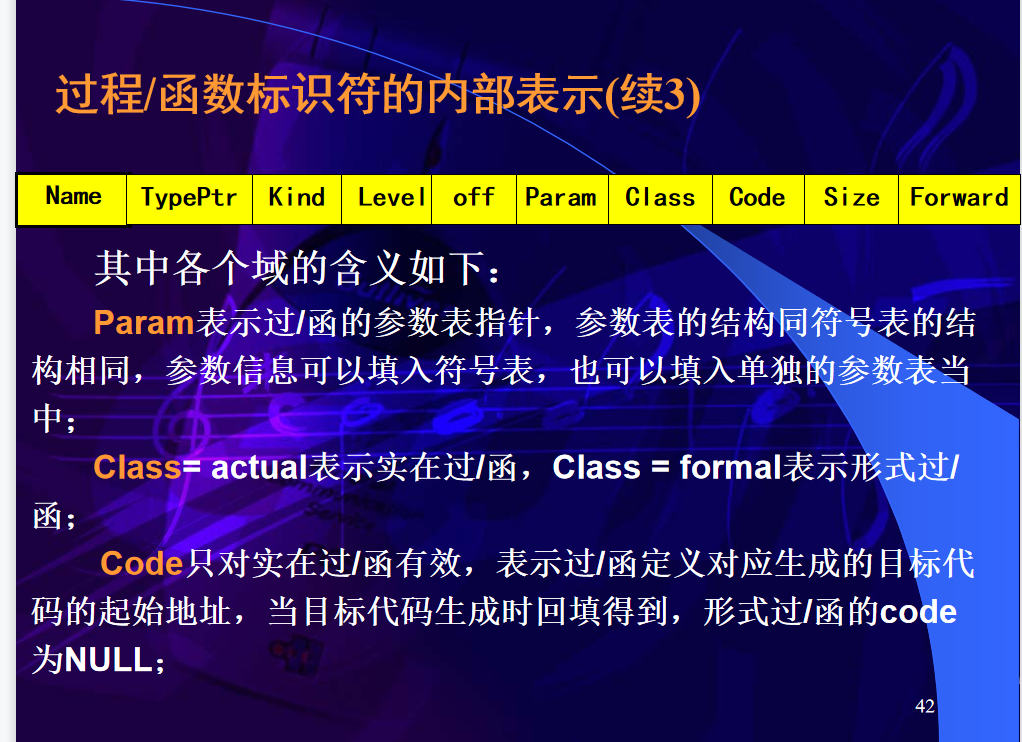 过程/函数标识符的内部表示(续3)
Name TypePtr Kind Level off Param Class Code Size Forward
其中各个域的含义如下：
Param表示过/函的参数表指针，参数表的结构同符号表的结
构相同，参数信息可以填入符号表，也可以填入单独的参数表当
中；
Class= actual表示实在过/函，Class = formal表示形式过/
函；
Code只对实在过/函有效，表示过/函定义对应生成的目标代
码的起始地址，当目标代码生成时回填得到，形式过/函的code
为NULL；
42